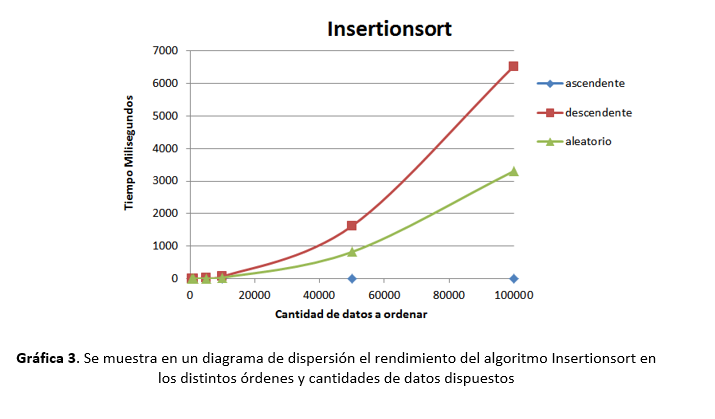 Insertionsort
7000
6000
5000
4000
3000
2000
1000
0
Tiempo Milisegundos
0 20000 40000 60000 80000 100000
Cantidad de datos a ordenar
ascendente
descendente
aleatorio
Gráfica 3. Se muestra en un diagrama de dispersión el rendimiento del algoritmo Insertionsort en
los distintos órdenes y cantidades de datos dispuestos